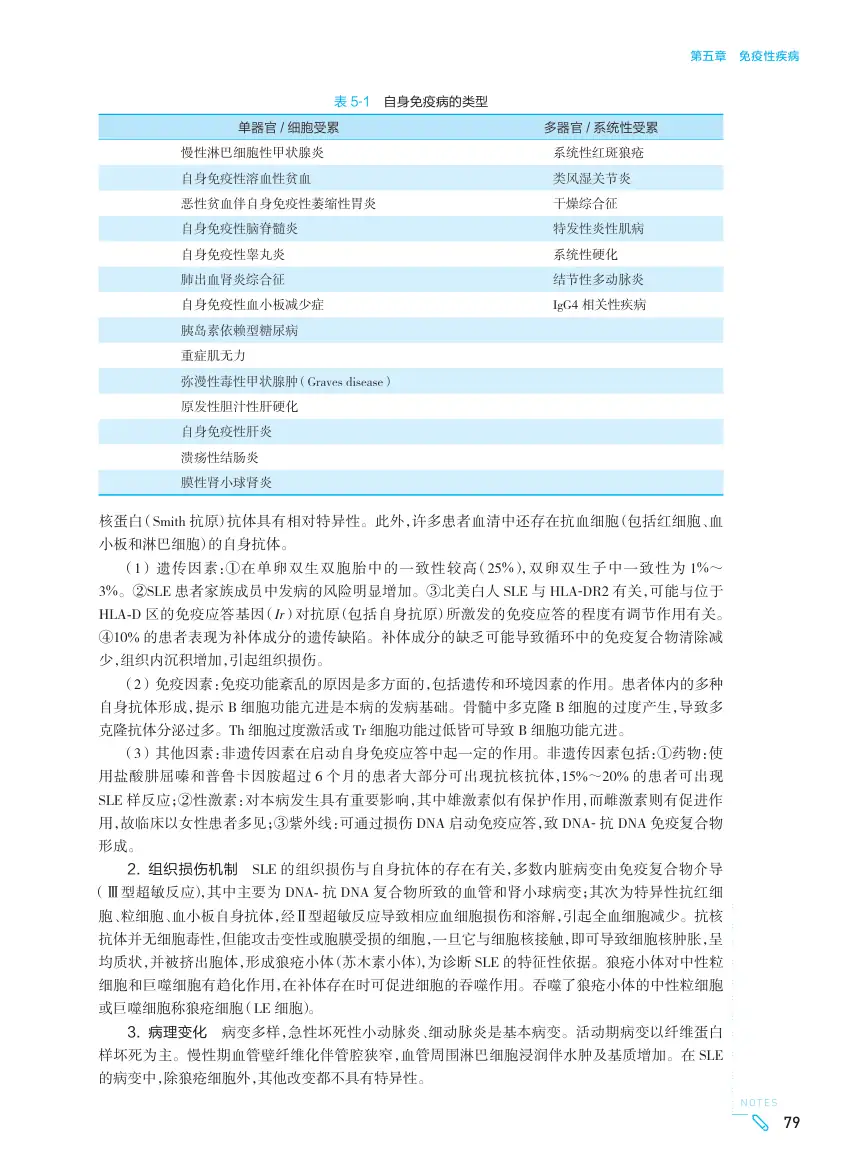 第五章 免疫性疾病
表 5-1 自身免疫病的类型
单器官 / 细胞受累 多器官 / 系统性受累
慢性淋巴细胞性甲状腺炎 系统性红斑狼疮
自身免疫性溶血性贫血 类风湿关节炎
恶性贫血伴自身免疫性萎缩性胃炎 干燥综合征
自身免疫性脑脊髓炎 特发性炎性肌病
自身免疫性睾丸炎 系统性硬化
肺出血肾炎综合征 结节性多动脉炎
自身免疫性血小板减少症 IgG4 相关性疾病
胰岛素依赖型糖尿病
重症肌无力
弥漫性毒性甲状腺肿(Graves disease)
原发性胆汁性肝硬化
自身免疫性肝炎
溃疡性结肠炎
膜性肾小球肾炎
核蛋白(Smith 抗原)抗体具有相对特异性。此外,许多患者血清中还存在抗血细胞(包括红细胞、血
小板和淋巴细胞)的自身抗体。
(1)遗传因素:①在单卵双生双胞胎中的一致性较高(25%),双卵双生子中一致性为 1%～
3%。②SLE 患者家族成员中发病的风险明显增加。③北美白人 SLE 与 HLA-DR2 有关,可能与位于
HLA-D 区的免疫应答基因(Ir)对抗原(包括自身抗原)所激发的免疫应答的程度有调节作用有关。
④10% 的患者表现为补体成分的遗传缺陷。补体成分的缺乏可能导致循环中的免疫复合物清除减
少,组织内沉积增加,引起组织损伤。
(2)免疫因素:免疫功能紊乱的原因是多方面的,包括遗传和环境因素的作用。患者体内的多种
自身抗体形成,提示 B 细胞功能亢进是本病的发病基础。骨髓中多克隆 B 细胞的过度产生,导致多
克隆抗体分泌过多。Th 细胞过度激活或 Tr 细胞功能过低皆可导致 B 细胞功能亢进。
(3)其他因素:非遗传因素在启动自身免疫应答中起一定的作用。非遗传因素包括:①药物:使
用盐酸肼屈嗪和普鲁卡因胺超过 6 个月的患者大部分可出现抗核抗体,15%～20% 的患者可出现
SLE 样反应;②性激素:对本病发生具有重要影响,其中雄激素似有保护作用,而雌激素则有促进作
用,故临床以女性患者多见;③紫外线:可通过损伤 DNA 启动免疫应答,致 DNA- 抗 DNA 免疫复合物
形成。
2. 组织损伤机制 SLE 的组织损伤与自身抗体的存在有关,多数内脏病变由免疫复合物介导
(Ⅲ型超敏反应),其中主要为 DNA- 抗 DNA 复合物所致的血管和肾小球病变;其次为特异性抗红细
胞、粒细胞、血小板自身抗体,经Ⅱ型超敏反应导致相应血细胞损伤和溶解,引起全血细胞减少。抗核
抗体并无细胞毒性,但能攻击变性或胞膜受损的细胞,一旦它与细胞核接触,即可导致细胞核肿胀,呈
均质状,并被挤出胞体,形成狼疮小体(苏木素小体),为诊断 SLE 的特征性依据。狼疮小体对中性粒
细胞和巨噬细胞有趋化作用,在补体存在时可促进细胞的吞噬作用。吞噬了狼疮小体的中性粒细胞
或巨噬细胞称狼疮细胞(LE 细胞)。
3. 病理变化 病变多样,急性坏死性小动脉炎、细动脉炎是基本病变。活动期病变以纤维蛋白
样坏死为主。慢性期血管壁纤维化伴管腔狭窄,血管周围淋巴细胞浸润伴水肿及基质增加。在 SLE
的病变中,除狼疮细胞外,其他改变都不具有特异性。
NOTES
79